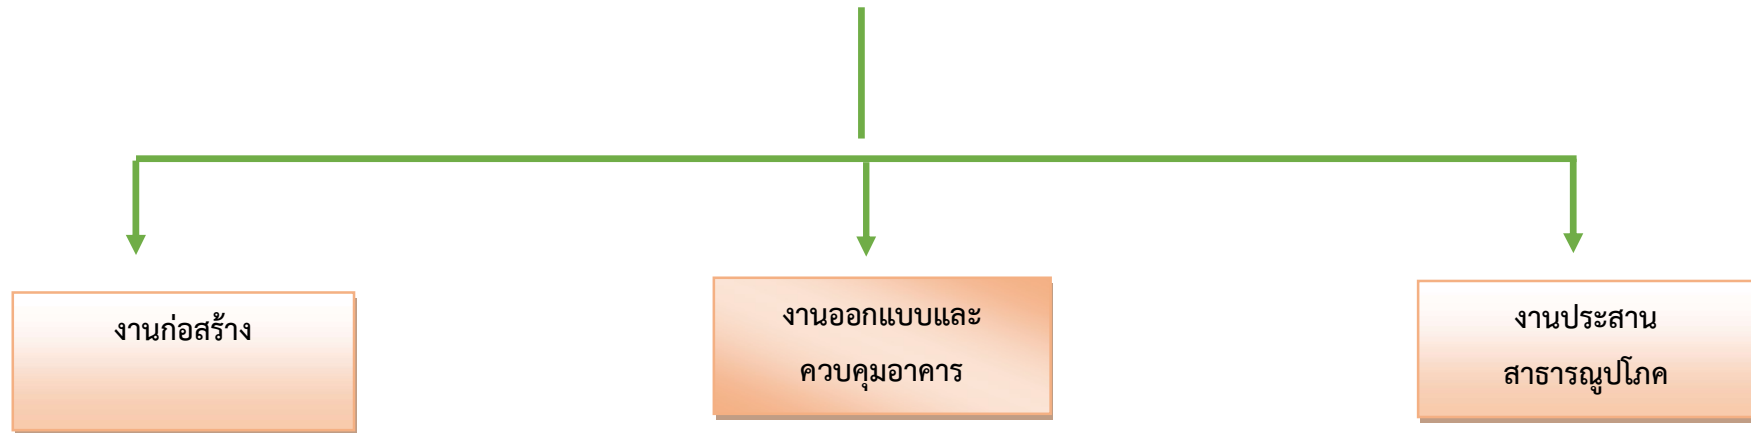 งานก่อสร้าง
งานออกแบบและ
ควบคุมอาคาร
งานประสาน
สาธารณูปโภค